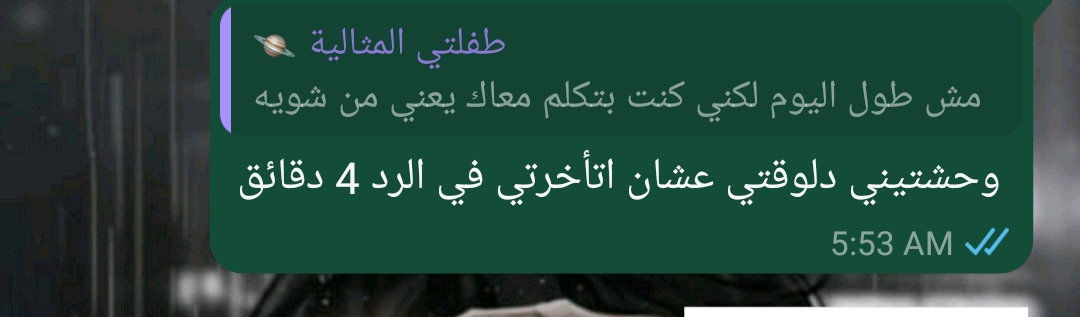 طفلتي المثالية 🪐
مش طول اليوم لكني كنت بتكلم معاك يعني من شويه
وحشتيني دلوقتي عشان اتأخرتي في الرد 4 دقائق
5:53 AM